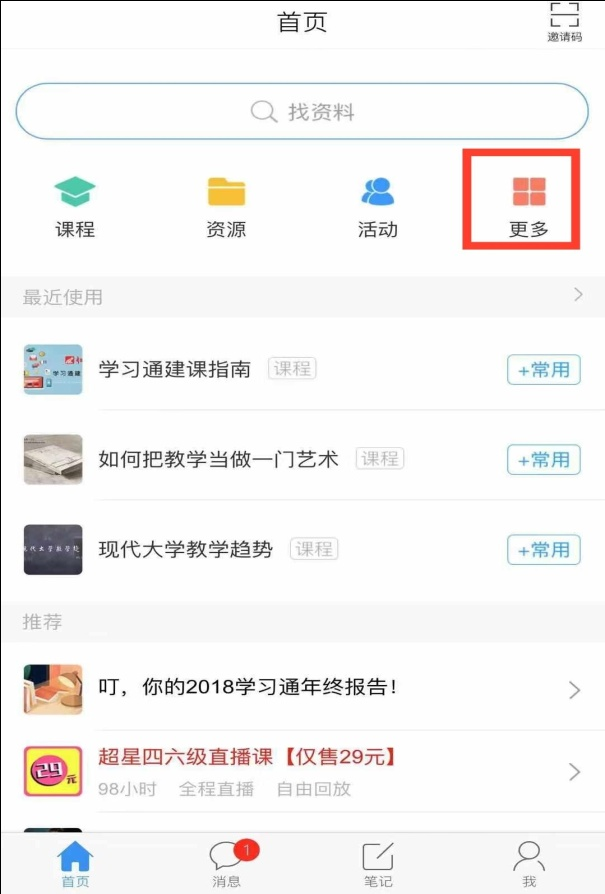 首页
邀请码
找资料
课程
资源
活动
更多
最近使用
学习通建课指南
课程
+常用
如何把教学当做一门艺术
课程
+常用
现代大学教学趋势
课程
+常用
推荐
叮，你的2018学习通年终报告！
超星四六级直播课【仅售29元】
29元
98小时 全程直播 自由回放
首页
1
消息
笔记
我